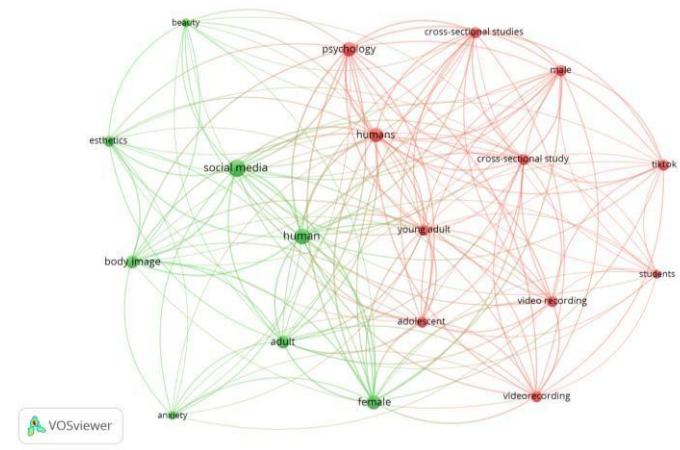 beauty
cross-sectional studies
psychology
male
humans
esthetics
cross-sectional study
tiktok
social media
young adult
human
body image
students
video recording
adolescent
adult
videorecording
female
anxiety
VOSviewer